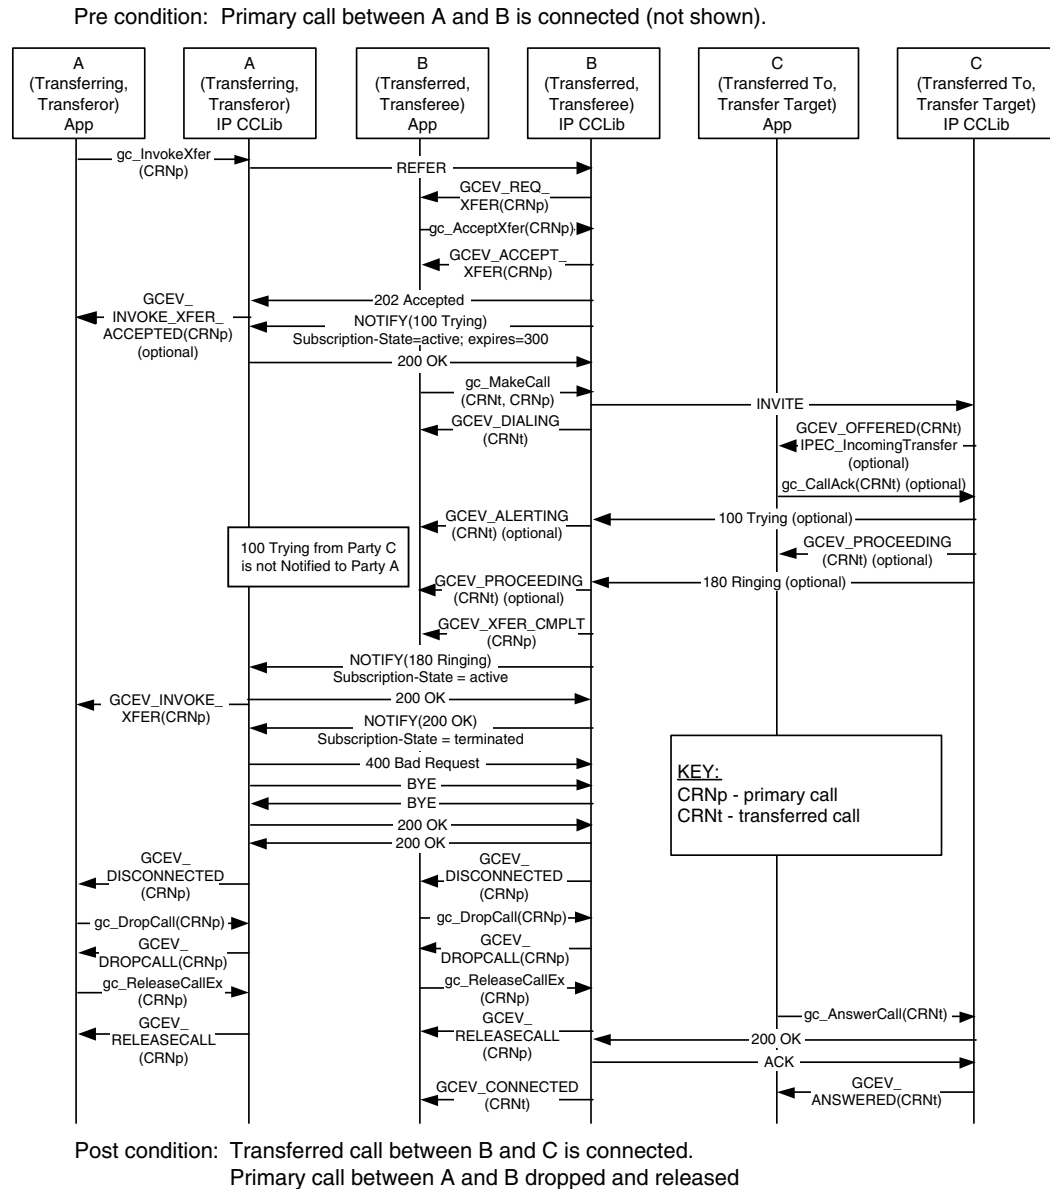 Pre condition:  Primary call between A and B is connected (not shown).
A
(Transferring,
Transferor)
App
A
(Transferring,
Transferor)
IP CCLib
B
(Transferred,
Transferee)
App
B
(Transferred,
Transferee)
IP CCLib
C
(Transferred To,
Transfer Target)
App
C
(Transferred To,
Transfer Target)
IP CCLib
gc_InvokeXfer
(CRNp)
REFER
GCEV_REQ_
XFER(CRNp)
gc_AcceptXfer(CRNp)
GCEV_ACCEPT_
XFER(CRNp)
202 Accepted
GCEV_
INVOKE_XFER_
ACCEPTED(CRNp)
(optional)
NOTIFY(100 Trying)
Subscription-State=active; expires=300
200 OK
gc_MakeCall
(CRNt, CRNp)
INVITE
GCEV_DIALING
(CRNt)
GCEV_OFFERED(CRNt)
IPEC_IncomingTransfer
(optional)
gc_CallAck(CRNt) (optional)
100 Trying (optional)
GCEV_ALERTING
(CRNt) (optional)
100 Trying from Party C
is not Notified to Party A
GCEV_PROCEEDING
(CRNt) (optional)
180 Ringing (optional)
GCEV_PROCEEDING
(CRNt) (optional)
GCEV_XFER_CMPLT
(CRNp)
NOTIFY(180 Ringing)
Subscription-State = active
200 OK
GCEV_INVOKE_
XFER(CRNp)
NOTIFY(200 OK)
Subscription-State = terminated
400 Bad Request
BYE
BYE
200 OK
200 OK
KEY:
CRNp - primary call
CRNt - transferred call
GCEV_
DISCONNECTED
(CRNp)
GCEV_
DISCONNECTED
(CRNp)
gc_DropCall(CRNp)
gc_DropCall(CRNp)
GCEV_
DROPCALL(CRNp)
GCEV_
DROPCALL(CRNp)
gc_ReleaseCallEx
(CRNp)
gc_ReleaseCallEx
(CRNp)
GCEV_
RELEASECALL
(CRNp)
GCEV_
RELEASECALL
(CRNp)
gc_AnswerCall(CRNt)
200 OK
ACK
GCEV_CONNECTED
(CRNt)
GCEV_
ANSWERED(CRNt)
Post condition:  Transferred call between B and C is connected.
Primary call between A and B dropped and released